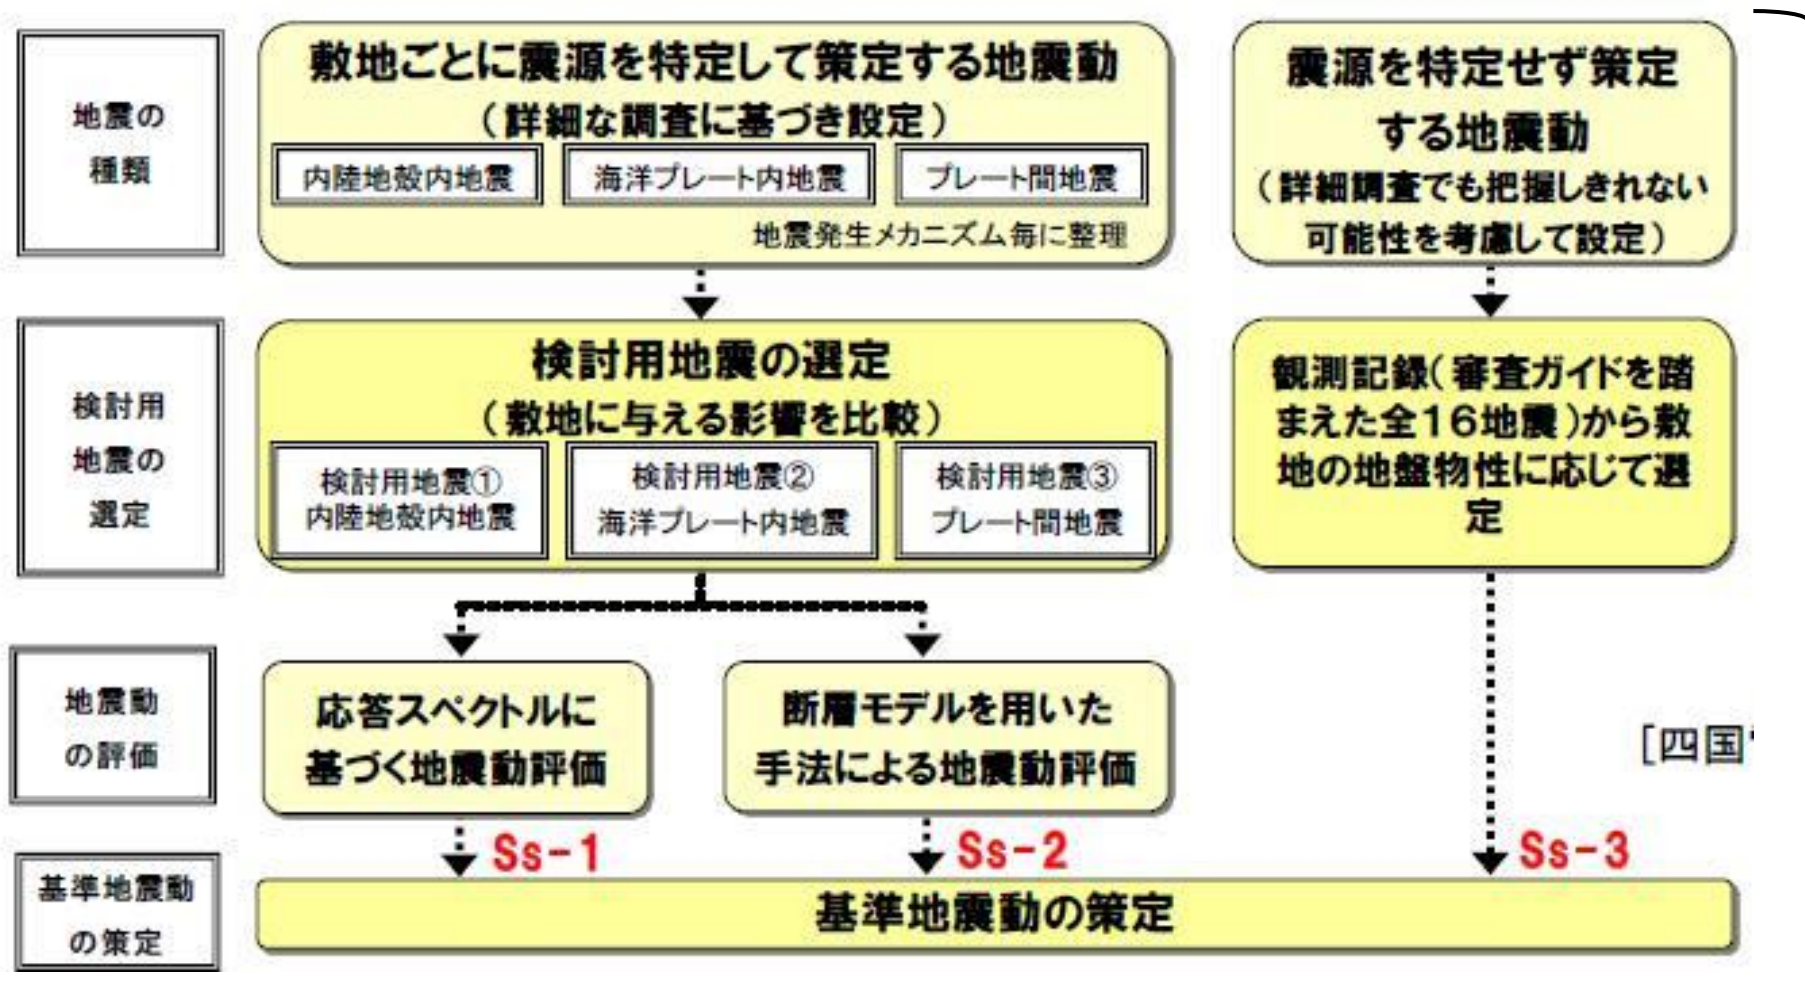 地震の
種類
敷地ごとに震源を特定して策定する地震動
(詳細な調査に基づき設定)
内陸地殻内地震
海洋プレート内地震
プレート間地震
地震発生メカニズム毎に整理
震源を特定せず策定
する地震動
(詳細調査でも把握しきれない
可能性を考慮して設定)
検討用
地震の
選定
検討用地震の選定
(敷地に与える影響を比較)
検討用地震①
内陸地殻内地震
検討用地震②
海洋プレート内地震
検討用地震③
プレート間地震
観測記録(審査ガイドを踏
まえた全16地震)から敷
地の地盤物性に応じて選
定
地震動
の評価
応答スペクトルに
基づく地震動評価
断層モデルを用いた
手法による地震動評価
[四国
Ss-1
Ss-2
Ss-3
基準地震動
の策定
基準地震動の策定